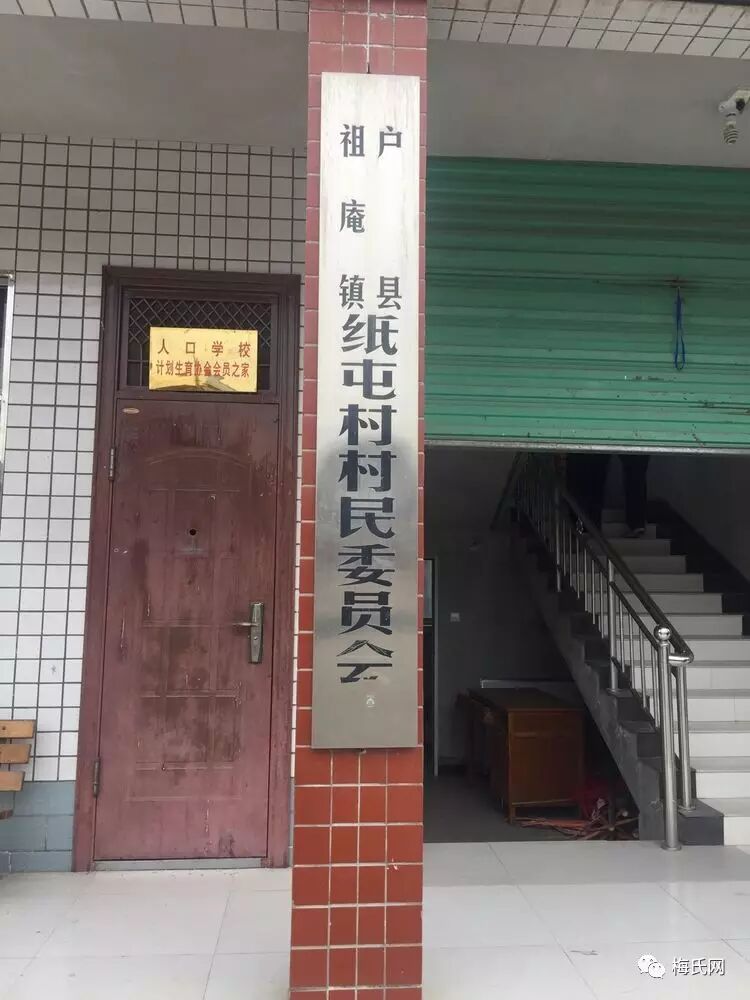 户县
祖庵镇
纸屯村村民委员会
人口学校
计划生育协会会员之家
梅氏网